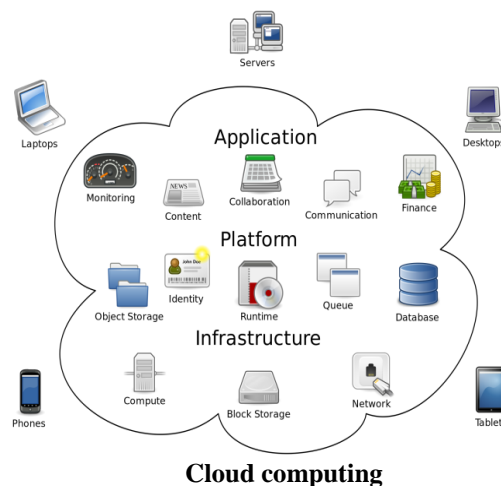 Servers
Laptops
Desktops
Application
Monitoring
NEWS
Content
Collaboration
Communication
Finance
Platform
John Doe
Object Storage
Identity
Runtime
Queue
Database
Infrastructure
Compute
Block Storage
Network
Phones
Tablet
Cloud computing